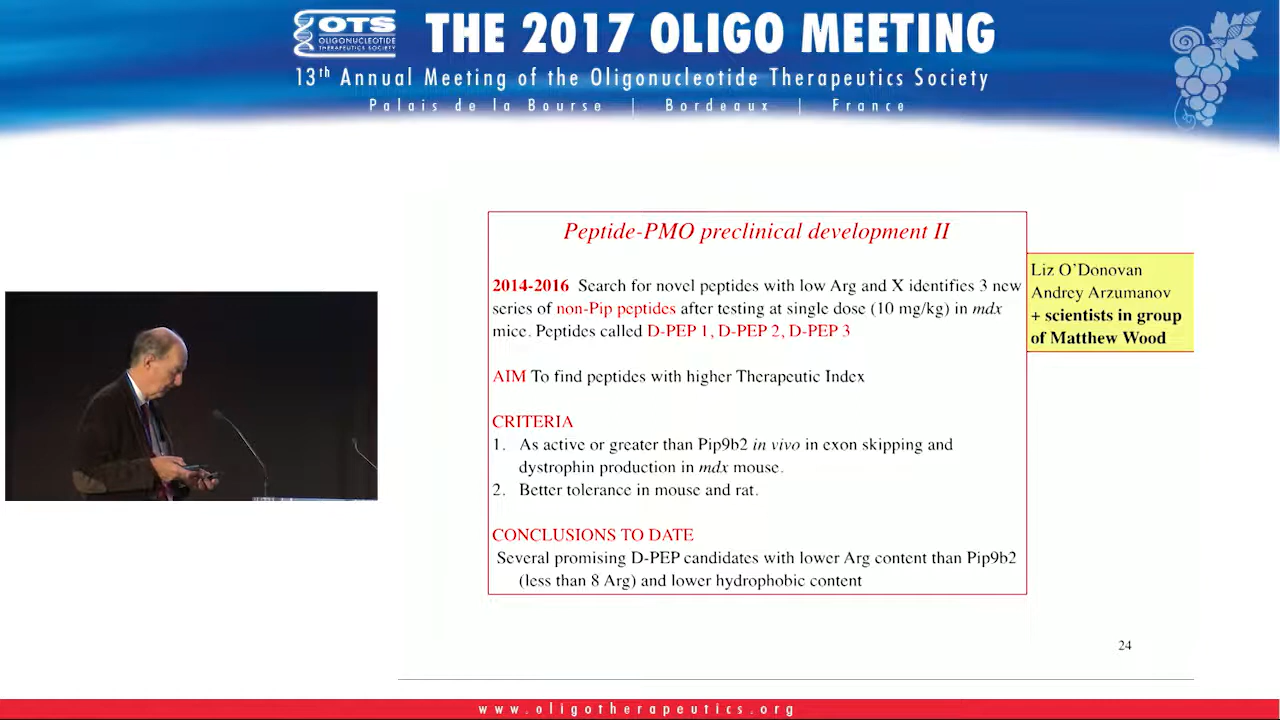 OTS
OLIGONUCLEOTIDE
THERAPEUTICS SOCIETY
THE 2017 OLIGO MEETING
13th Annual Meeting of the Oligonucleotide Therapeutics Society
Palais de la Bourse | Bordeaux | France
Peptide-PMO preclinical development II
2014-2016 Search for novel peptides with low Arg and X identifies 3 new
series of non-Pip peptides after testing at single dose (10 mg/kg) in mdx
mice. Peptides called D-PEP 1, D-PEP 2, D-PEP 3
AIM To find peptides with higher Therapeutic Index
CRITERIA
1. As active or greater than Pip9b2 in vivo in exon skipping and
dystrophin production in mdx mouse.
2. Better tolerance in mouse and rat.
CONCLUSIONS TO DATE
Several promising D-PEP candidates with lower Arg content than Pip9b2
(less than 8 Arg) and lower hydrophobic content
Liz O'Donovan
Andrey Arzumanov
+ scientists in group
of Matthew Wood
24
www.oligotherapeutics.org